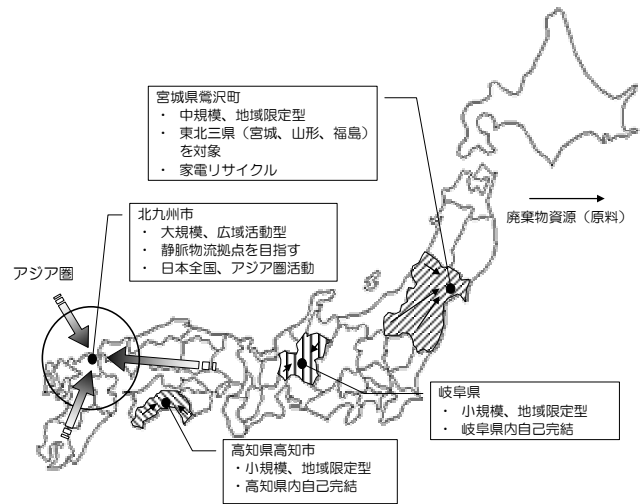 宮城県鶯沢町
・ 中規模、地域限定型
・ 東北三県（宮城、山形、福島）
を対象
・ 家電リサイクル
廃棄物資源（原料）
北九州市
・ 大規模、広域活動型
・ 静脈物流拠点を目指す
・ 日本全国、アジア圏活動
アジア圏
岐阜県
・ 小規模、地域限定型
・ 岐阜県内自己完結
高知県高知市
・小規模、地域限定型
・高知県内自己完結